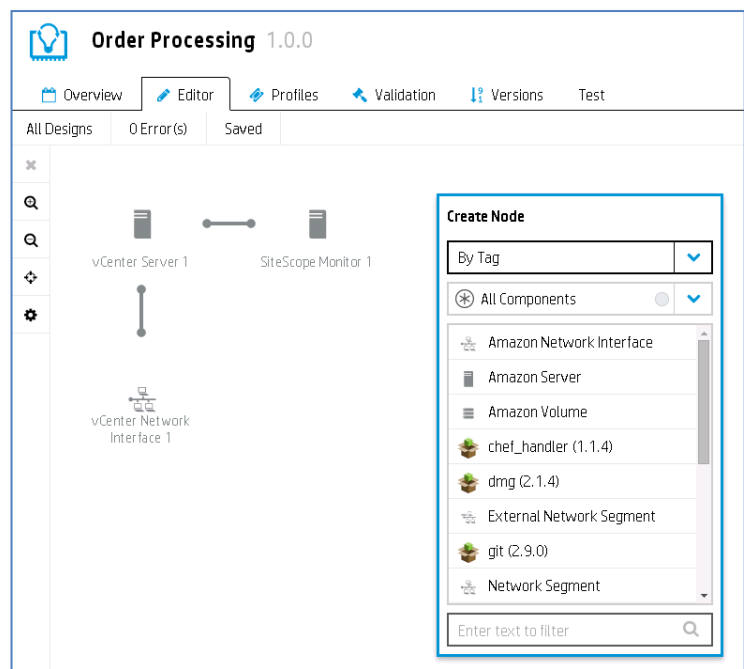 Order Processing 1.0.0
Overview Editor Profiles Validation Versions Test
All Designs 0 Error(s) Saved
vCenter Server 1 SiteScope Monitor 1
vCenter Network
Interface 1
Create Node
By Tag
All Components
Amazon Network Interface
Amazon Server
Amazon Volume
chef_handler (1.1.4)
dmg (2.1.4)
External Network Segment
git (2.9.0)
Network Segment
Enter text to filter